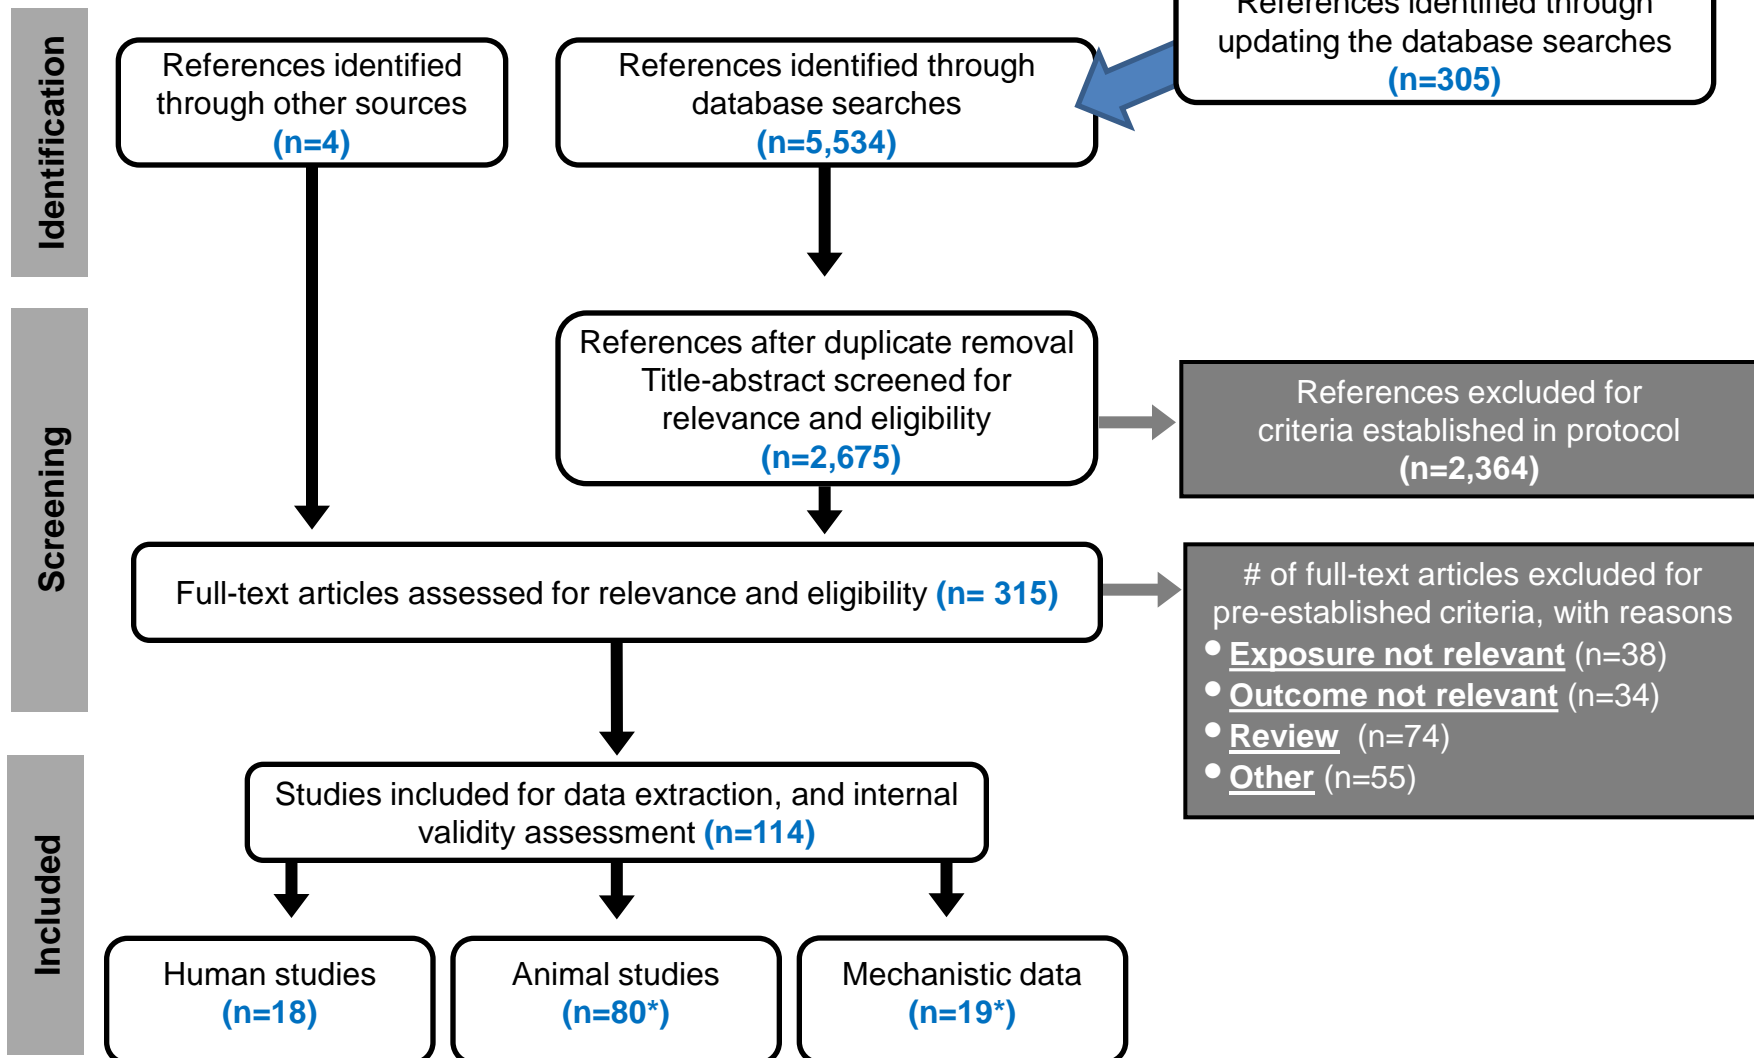 Identification
References identified
through other sources
(n=4)
References identified through
database searches
(n=5,534)
References identified through
updating the database searches
(n=305)
Screening
References after duplicate removal
Title-abstract screened for
relevance and eligibility
(n=2,675)
References excluded for
criteria established in protocol
(n=2,364)
Full-text articles assessed for relevance and eligibility (n= 315)
# of full-text articles excluded for
pre-established criteria, with reasons
• Exposure not relevant (n=38)
• Outcome not relevant (n=34)
• Review (n=74)
• Other (n=55)
Included
Studies included for data extraction, and internal
validity assessment (n=114)
Human studies
(n=18)
Animal studies
(n=80*)
Mechanistic data
(n=19*)